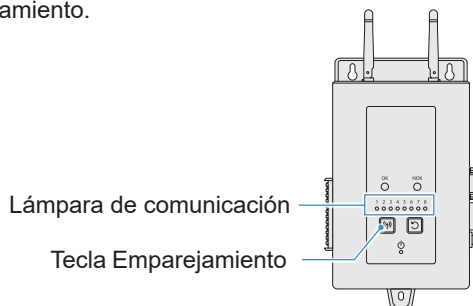 amiento.
OK NOK
1 2 3 4 5 6 7 8
Lámpara de comunicación
Tecla Emparejamiento